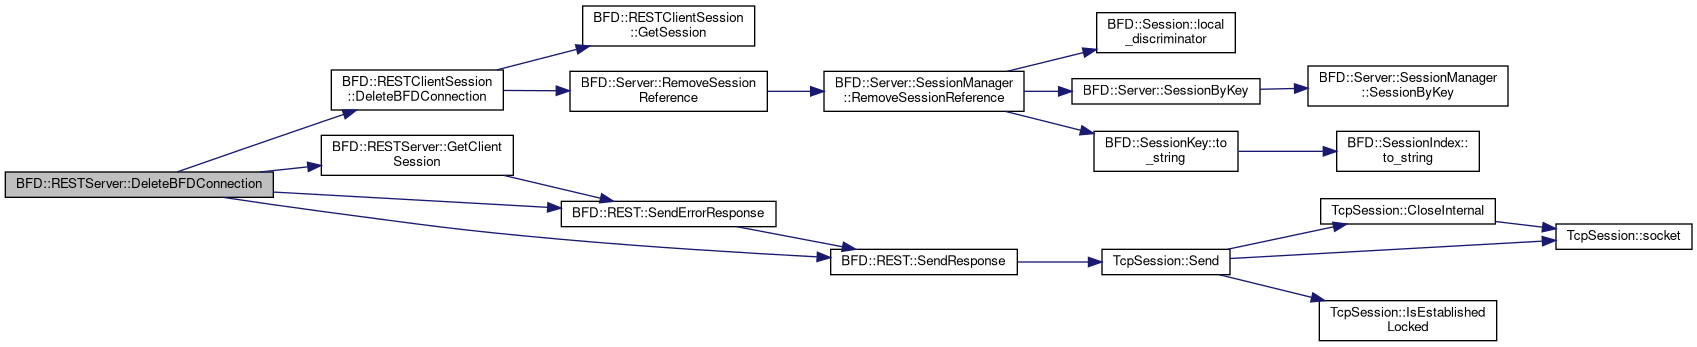 BFD::RESTServer::DeleteBFDConnection
BFD::RESTClientSession
::DeleteBFDConnection
BFD::RESTClientSession
::GetSession
BFD::Server::RemoveSession
Reference
BFD::Server::SessionManager
::RemoveSessionReference
BFD::Session::local
_discriminator
BFD::Server::SessionByKey
BFD::Server::SessionManager
::SessionByKey
BFD::SessionKey::to
_string
BFD::SessionIndex::
to_string
BFD::RESTServer::GetClient
Session
BFD::REST::SendErrorResponse
BFD::REST::SendResponse
TcpSession::Send
TcpSession::CloseInternal
TcpSession::socket
TcpSession::IsEstablished
Locked